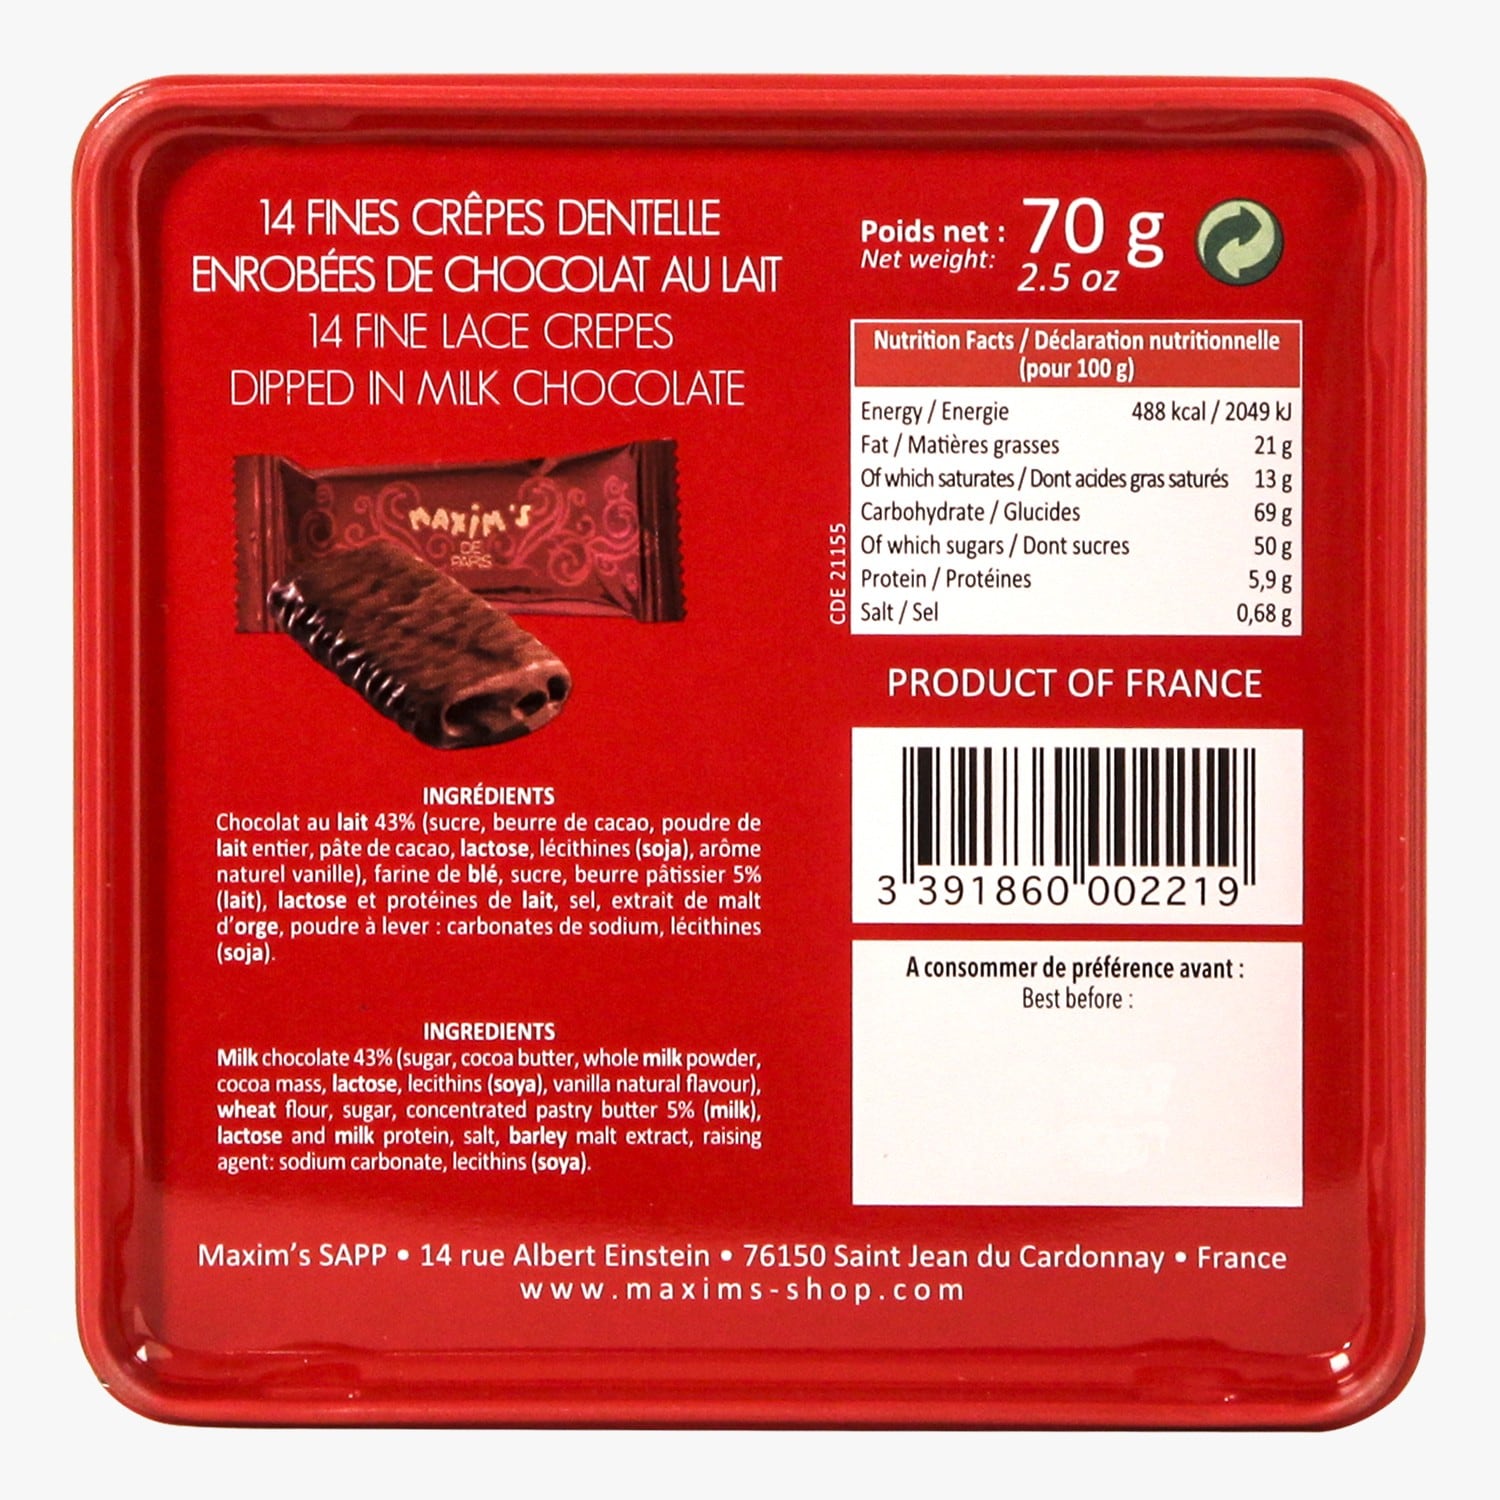 14 FINES CRÊPES DENTELLE
ENROBÉES DE CHOCOLAT AU LAIT
14 FINE LACE CREPES
DIPPED IN MILK CHOCOLATE
MAXIM'S
DE
PARIS
INGRÉDIENTS
Chocolat au lait 43% (sucre, beurre de cacao, poudre de
lait entier, pâte de cacao, lactose, lécithines (soja), arôme
naturel vanille), farine de blé, sucre, beurre pâtissier 5%
(lait), lactose et protéines de lait, sel, extrait de malt
d'orge, poudre à lever : carbonates de sodium, lécithines
(soja).
INGREDIENTS
Milk chocolate 43% (sugar, cocoa butter, whole milk powder,
cocoa mass, lactose, lecithins (soya), vanilla natural flavour),
wheat flour, sugar, concentrated pastry butter 5% (milk),
lactose and milk protein, salt, barley malt extract, raising
agent: sodium carbonate, lecithins (soya).
Poids net : 70 g
Net weight: 2.5 oz
Nutrition Facts / Déclaration nutritionnelle
(pour 100 g)
Energy / Energie 488 kcal / 2049 kJ
Fat / Matières grasses 21 g
Of which saturates / Dont acides gras saturés 13 g
Carbohydrate / Glucides 69 g
Of which sugars / Dont sucres 50 g
Protein / Protéines 5,9 g
Salt / Sel 0,68 g
CDE 21155
PRODUCT OF FRANCE
3 391860 002219
A consommer de préférence avant :
Best before :
Maxim's SAPP • 14 rue Albert Einstein • 76150 Saint Jean du Cardonnay • France
www.maxims-shop.com